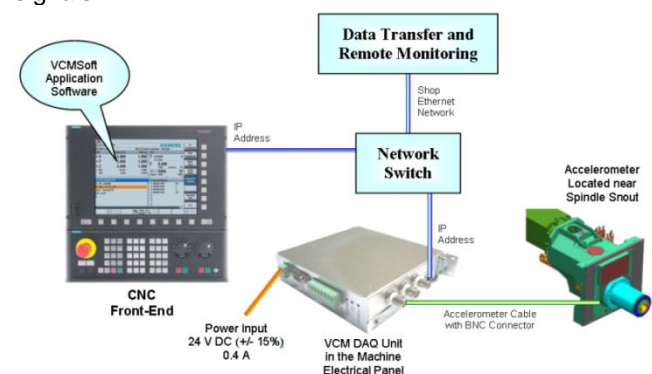 Data Transfer and
Remote Monitoring
VCMSoft
Application
Software
Shop
Ethernet
Network
IP
Address
Network
Switch
SIEMENS
Accelerometer
Located near
Spindle Snout
IP
Address
CNC
Front-End
Power Input
24 V DC (+/- 15%)
0.4 A
VCM DAQ Unit
in the Machine
Electrical Panel
Accelerometer Cable
with BNC Connector